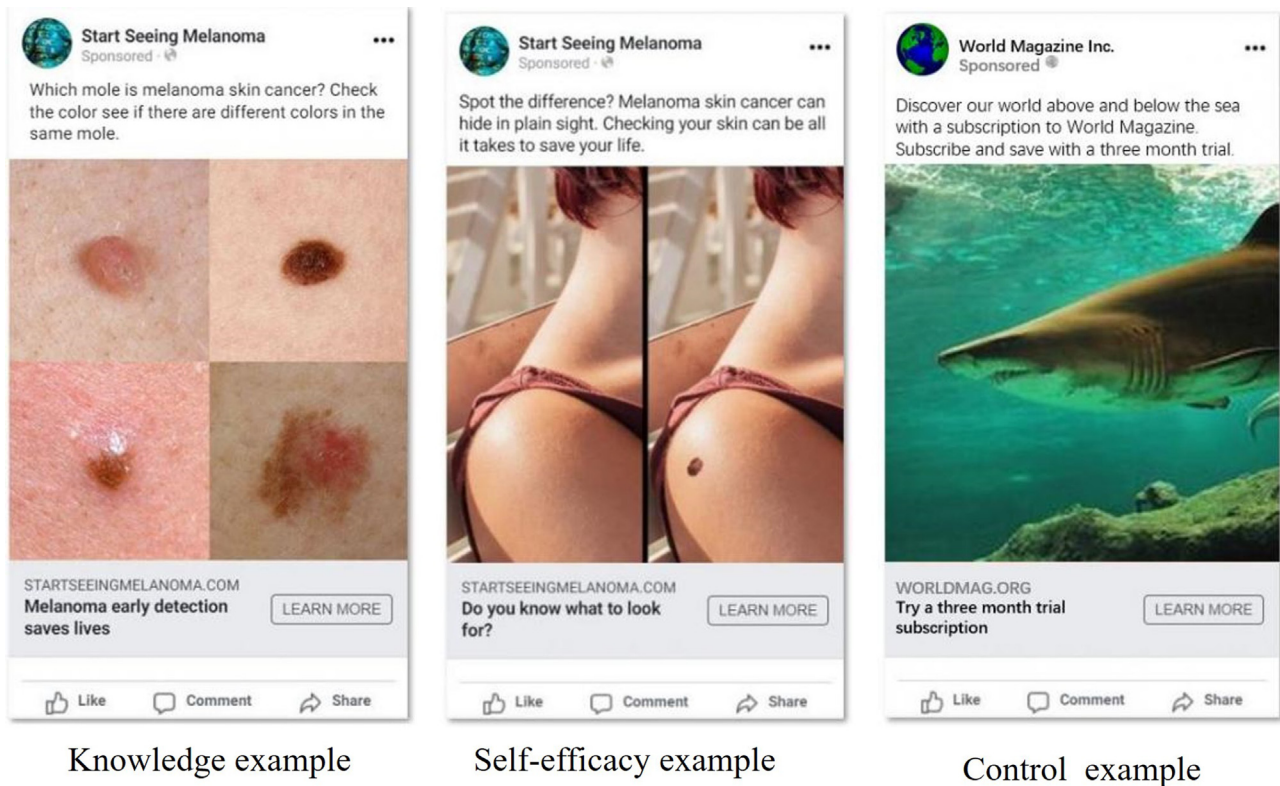 Start Seeing Melanoma
Sponsored ·
Which mole is melanoma skin cancer? Check
the color see if there are different colors in the
same mole.
STARTSEEINGMELANOMA.COM
Melanoma early detection
saves lives
LEARN MORE
Like
Comment
Share
Knowledge example
Start Seeing Melanoma
Sponsored ·
Spot the difference? Melanoma skin cancer can
hide in plain sight. Checking your skin can be all
it takes to save your life.
STARTSEEINGMELANOMA.COM
Do you know what to look
for?
LEARN MORE
Like
Comment
Share
Self-efficacy example
World Magazine Inc.
Sponsored
Discover our world above and below the sea
with a subscription to World Magazine.
Subscribe and save with a three month trial.
WORLDMAG.ORG
Try a three month trial
subscription
LEARN MORE
Like
Comment
Share
Control example